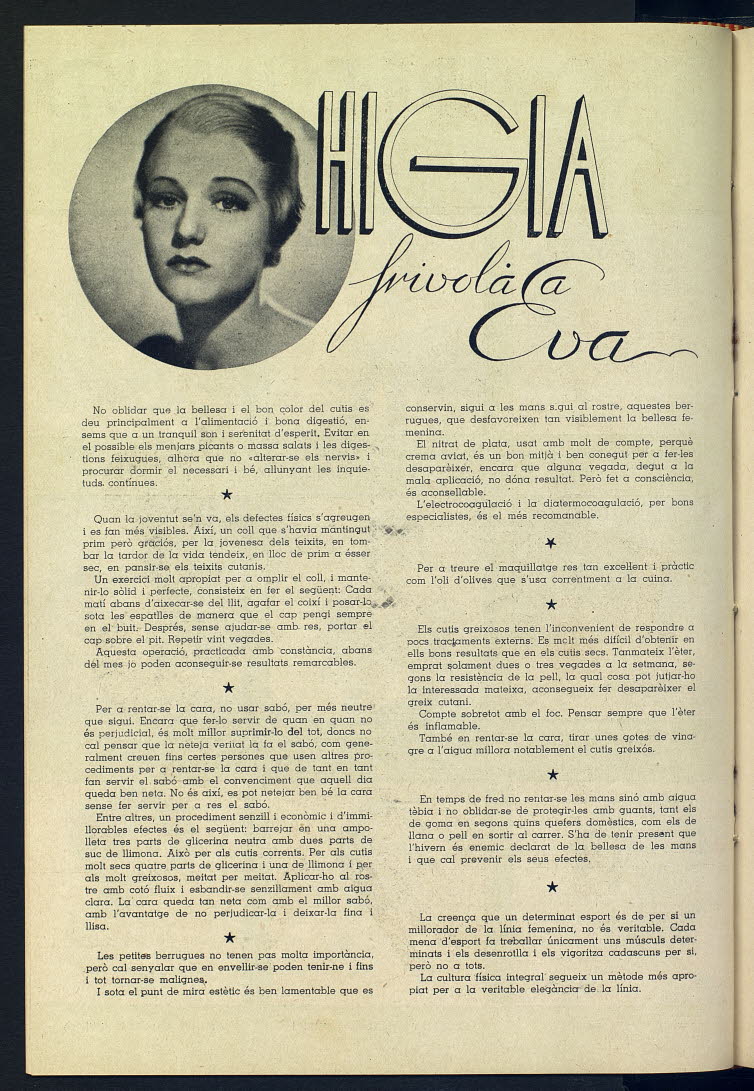 HIGIA
frívola a
Eva
No oblidar que la bellesa i el bon color del cutis es
deu principalment a l'alimentació i bona digestió, en-
sems que a un tranquil son i serenitat d'esperit. Evitar en
el possible els menjars picants o massa salats i les diges-
tions feixugues, alhora que no «alterar-se els nervis» i
procurar dormir el necessari i bé, allunyant les inquie-
tuds. contínues.
★
Quan la joventut se'n va, els defectes físics s'agreugen
i es fan més visibles. Així, un coll que s'havia mantingut
prim però graciós, per la jovenesa dels teixits, en tom-
bar la tardor de la vida tendeix, en lloc de prim a ésser
sec, en pansir-se els teixits cutanis.
Un exercici molt apropiat per a omplir el coll, i mante-
nir-lo sòlid i perfecte, consisteix en fer el següent: Cada
matí abans d'aixecar-se del llit, agafar el coixí i posar-lo
sota les espatlles de manera que el cap pengi sempre
en el buit. Després, sense ajudar-se amb res, portar el
cap sobre el pit. Repetir vint vegades.
Aquesta operació, practicada amb constància, abans
del mes jo poden aconseguir-se resultats remarcables.
★
Per a rentar-se la cara, no usar sabó, per més neutre
que sigui. Encara que fer-lo servir de quan en quan no
és perjudicial, és molt millor suprimir-lo del tot, doncs no
cal pensar que la neteja veritat la fa el sabó, com gene-
ralment creuen fins certes persones que usen altres pro-
cediments per a rentar-se la cara i que de tant en tant
fan servir el sabó amb el convenciment que aquell dia
queda ben neta. No és així, es pot netejar ben bé la cara
sense fer servir per a res el sabó.
Entre altres, un procediment senzill i econòmic i d'immi-
llorables efectes és el següent: barrejar en una ampo-
lleta tres parts de glicerina neutra amb dues parts de
suc de llimona. Això per als cutis corrents. Per als cutis
molt secs quatre parts de glicerina i una de llimona i per
als molt greixosos, meitat per meitat. Aplicar-ho al ros-
tre amb cotó fluix i esbandir-se senzillament amb aigua
clara. La cara queda tan neta com amb el millor sabó,
amb l'avantatge de no perjudicar-la i deixar-la fina i
llisa.
★
Les petites berrugues no tenen pas molta importància,
però cal senyalar que en envellir-se poden tenir-ne i fins
i tot tornar-se malignes.
I sota el punt de mira estètic és ben lamentable que es
conservin, sigui a les mans s.gui al rostre, aquestes ber-
rugues, que desfavoreixen tan visiblement la bellesa fe-
menina.
El nitrat de plata, usat amb molt de compte, perquè
crema aviat, és un bon mitjà i ben conegut per a fer-les
desaparèixer, encara que alguna vegada, degut a la
mala aplicació, no dóna resultat. Però fet a consciència,
és aconsellable.
L'electrocoagulació i la diatermocoagulació, per bons
especialistes, és el més recomanable.
★
Per a treure el maquillatge res tan excellent i pràctic
com l'oli d'olives que s'usa correntment a la cuina.
★
Els cutis greixosos tenen l'inconvenient de respondre a
pocs tractaments externs. És molt més difícil d'obtenir en
ells bons resultats que en els cutis secs. Tanmateix l'èter,
emprat solament dues o tres vegades a la setmana, se-
gons la resistència de la pell, la qual cosa pot jutjar-ho
la interessada mateixa, aconsegueix fer desaparèixer el
greix cutani.
Compte sobretot amb el foc. Pensar sempre que l'èter
és inflamable.
També en rentar-se la cara, tirar unes gotes de vina-
gre a l'aigua millora notablement el cutis greixós.
★
En temps de fred no rentar-se les mans sinó amb aigua
tèbia i no oblidar-se de protegir-les amb guants, tant els
de goma en segons quins quefers domèstics, com els de
llana o pell en sortir al carrer. S'ha de tenir present que
l'hivern és enemic declarat de la bellesa de les mans
i que cal prevenir els seus efectes.
★
La creença que un determinat esport és de per si un
millorador de la línia femenina, no és veritable. Cada
mena d'esport fa treballar únicament uns músculs deter-
minats i els desenrotlla i els vigoritza cadascuns per si,
però no a tots.
La cultura física integral segueix un mètode més apro-
piat per a la veritable elegància de la línia.